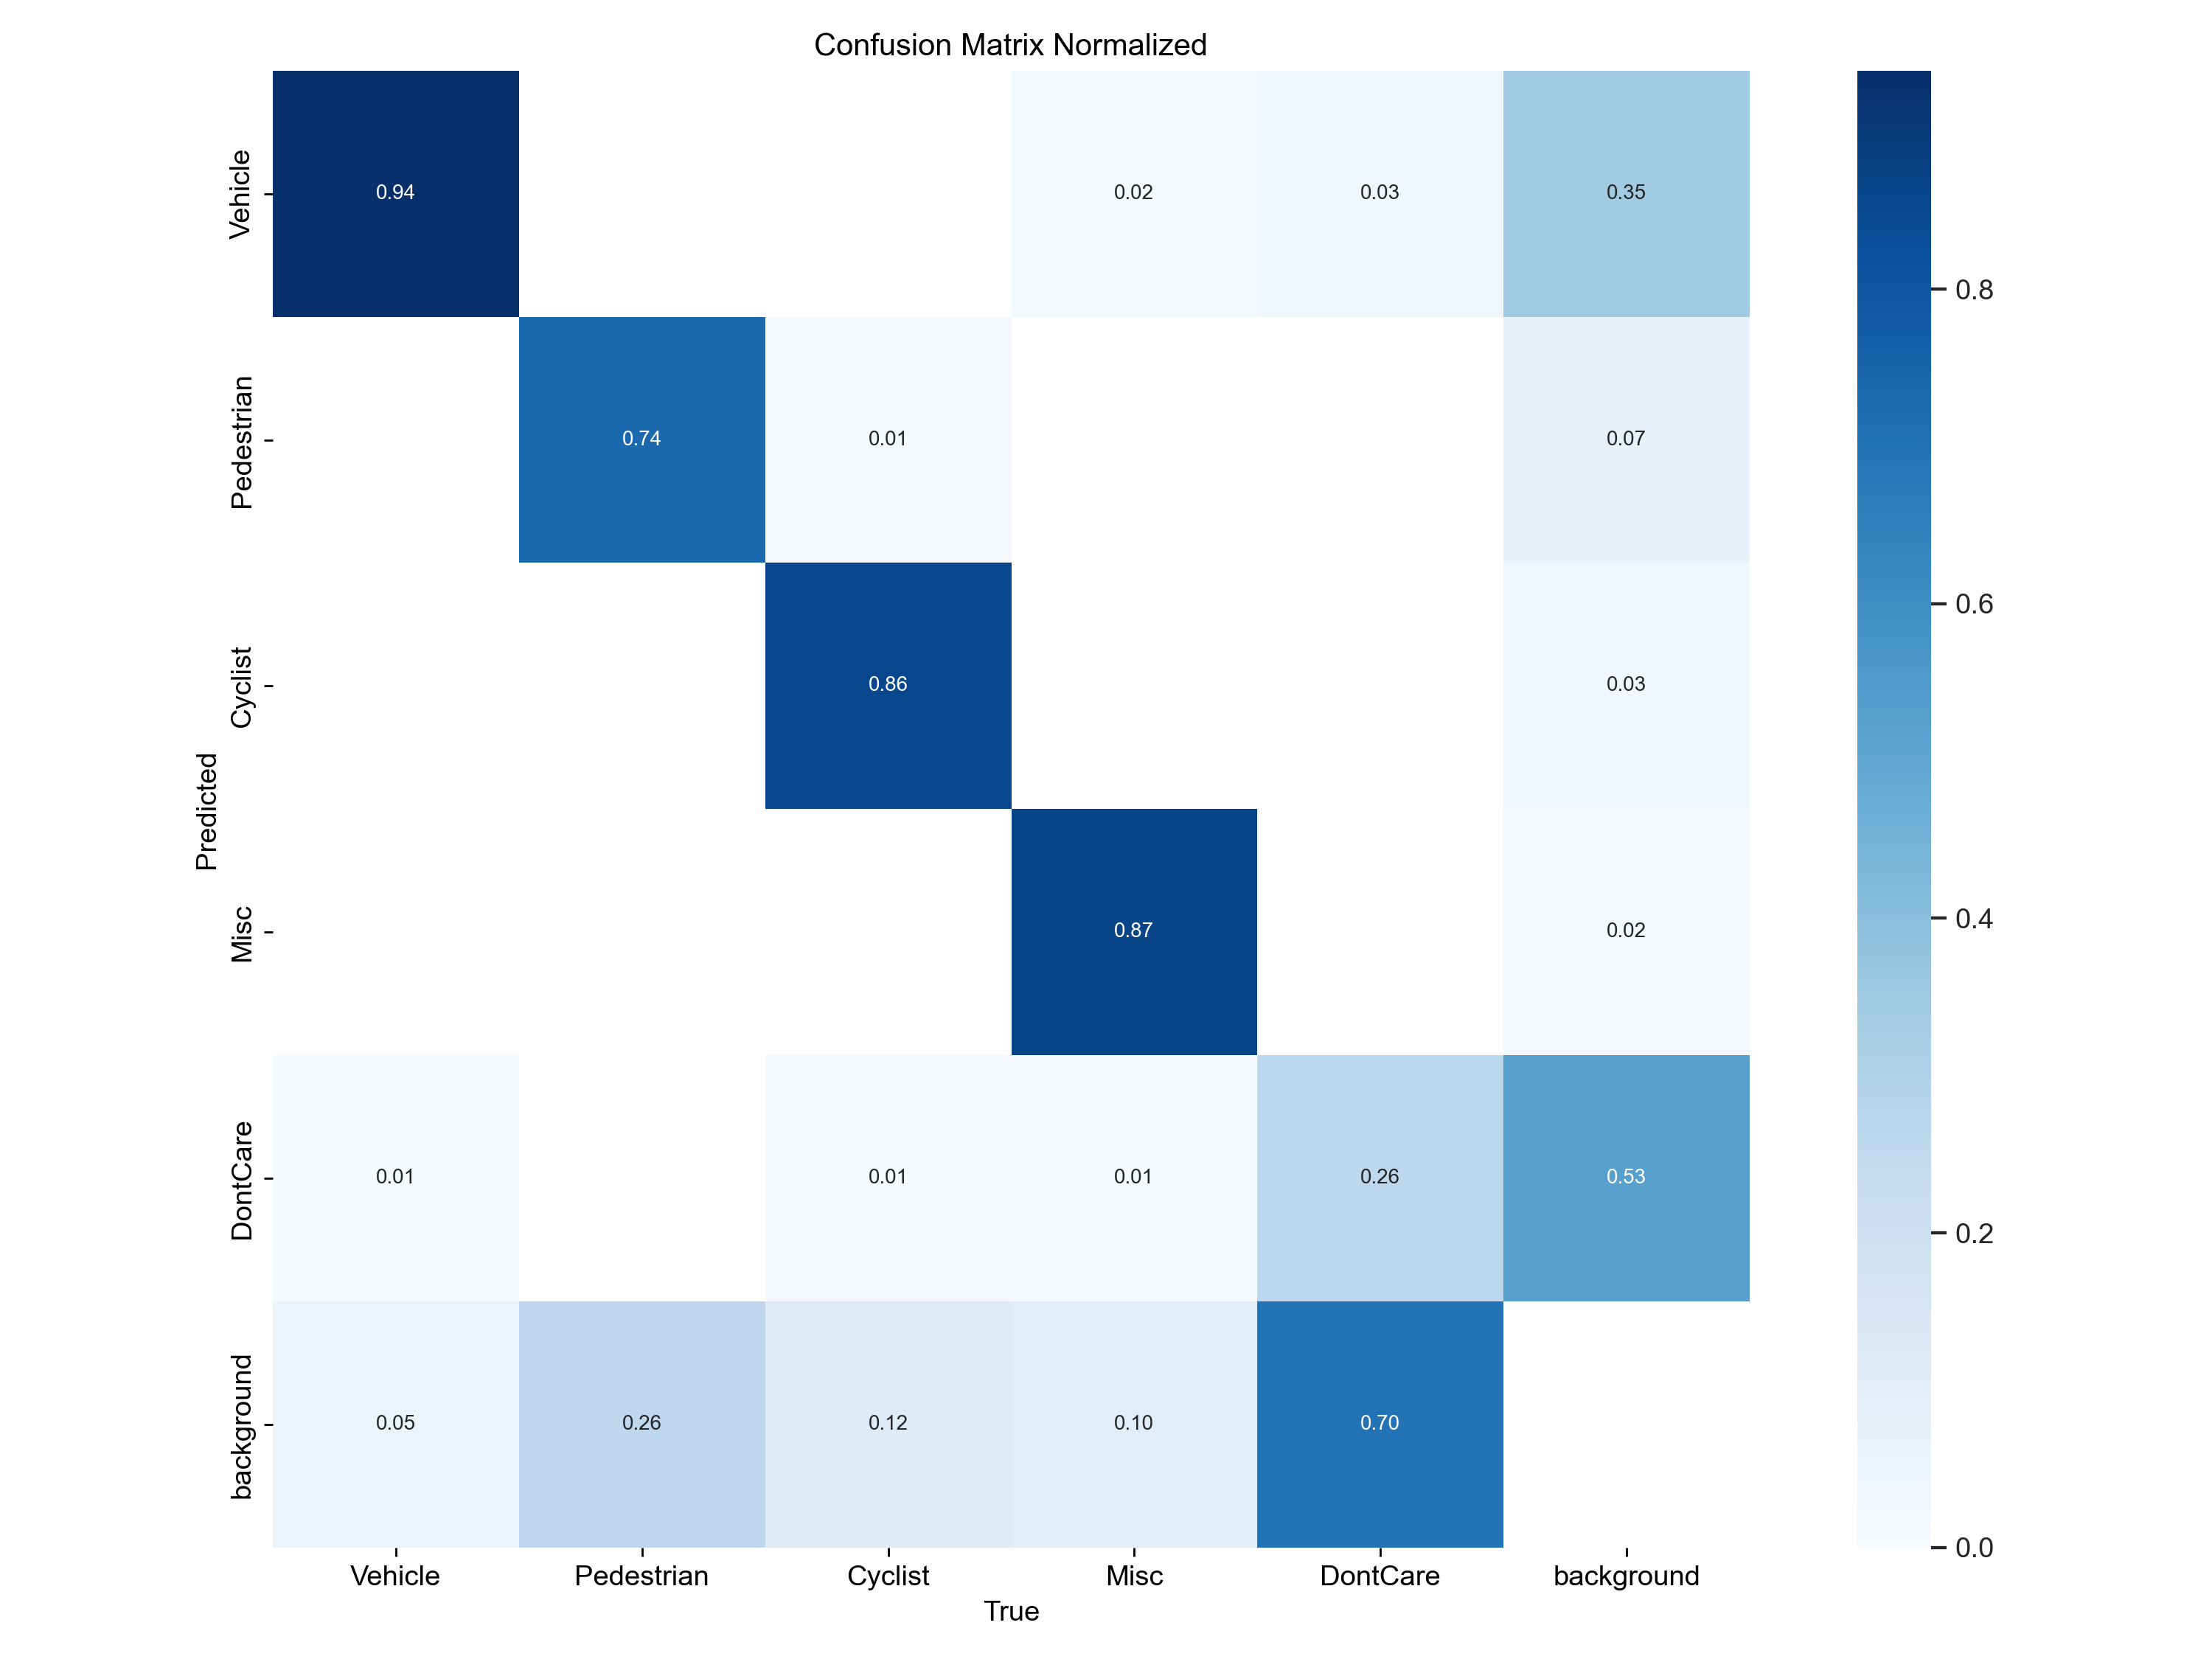 Confusion Matrix Normalized
Vehicle
0.94
0.02
0.03
0.35
Pedestrian
0.74
0.01
0.07
Cyclist
0.86
0.03
Misc
0.87
0.02
DontCare
0.01
0.01
0.01
0.26
0.53
background
0.05
0.26
0.12
0.10
0.70
Predicted
Vehicle
Pedestrian
Cyclist
Misc
DontCare
background
True
0.8
0.6
0.4
0.2
0.0